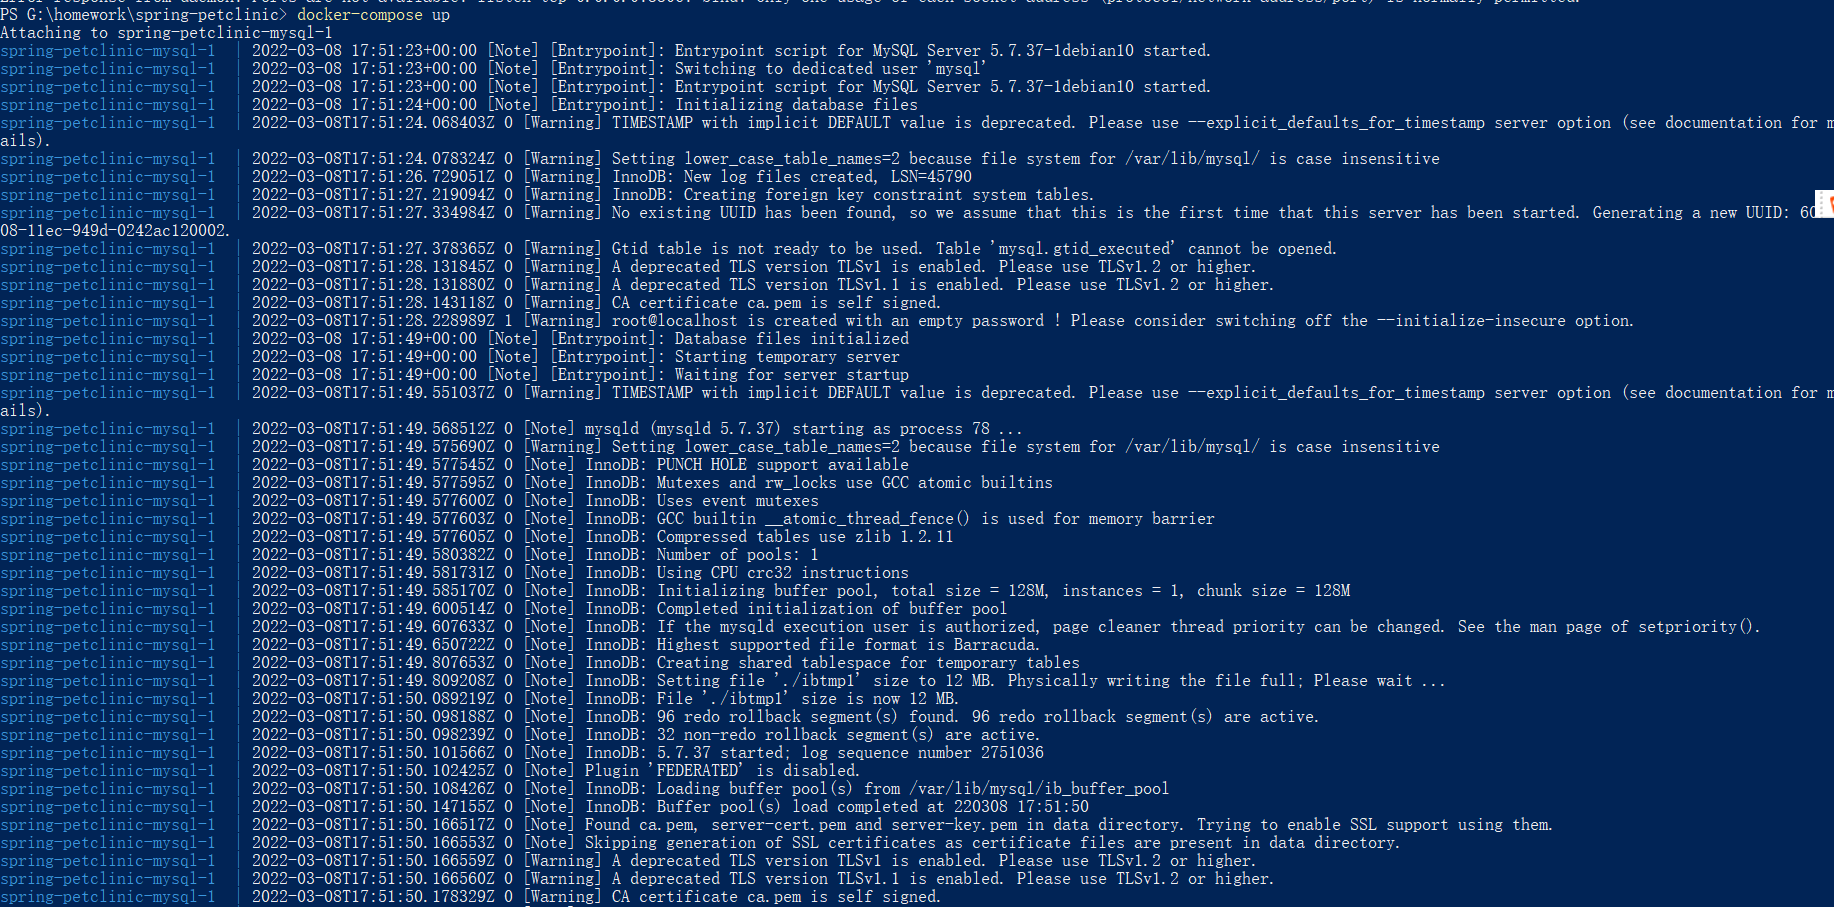 PS G:\homework\spring-petclinic> docker-compose up
Attaching to spring-petclinic-mysql-1
spring-petclinic-mysql-1  | 2022-03-08 17:51:23+00:00 [Note] [Entrypoint]: Entrypoint script for MySQL Server 5.7.37-1debian10 started.
spring-petclinic-mysql-1  | 2022-03-08 17:51:23+00:00 [Note] [Entrypoint]: Switching to dedicated user 'mysql'
spring-petclinic-mysql-1  | 2022-03-08 17:51:23+00:00 [Note] [Entrypoint]: Entrypoint script for MySQL Server 5.7.37-1debian10 started.
spring-petclinic-mysql-1  | 2022-03-08 17:51:24+00:00 [Note] [Entrypoint]: Initializing database files
spring-petclinic-mysql-1  | 2022-03-08T17:51:24.068403Z 0 [Warning] TIMESTAMP with implicit DEFAULT value is deprecated. Please use --explicit_defaults_for_timestamp server option (see documentation for m
ails).
spring-petclinic-mysql-1  | 2022-03-08T17:51:24.078324Z 0 [Warning] Setting lower_case_table_names=2 because file system for /var/lib/mysql/ is case insensitive
spring-petclinic-mysql-1  | 2022-03-08T17:51:26.729051Z 0 [Warning] InnoDB: New log files created, LSN=45790
spring-petclinic-mysql-1  | 2022-03-08T17:51:27.219094Z 0 [Warning] InnoDB: Creating foreign key constraint system tables.
spring-petclinic-mysql-1  | 2022-03-08T17:51:27.334984Z 0 [Warning] No existing UUID has been found, so we assume that this is the first time that this server has been started. Generating a new UUID: 60
08-11ec-949d-0242ac120002.
spring-petclinic-mysql-1  | 2022-03-08T17:51:27.378365Z 0 [Warning] Gtid table is not ready to be used. Table 'mysql.gtid_executed' cannot be opened.
spring-petclinic-mysql-1  | 2022-03-08T17:51:28.131845Z 0 [Warning] A deprecated TLS version TLSv1 is enabled. Please use TLSv1.2 or higher.
spring-petclinic-mysql-1  | 2022-03-08T17:51:28.131880Z 0 [Warning] A deprecated TLS version TLSv1.1 is enabled. Please use TLSv1.2 or higher.
spring-petclinic-mysql-1  | 2022-03-08T17:51:28.143118Z 0 [Warning] CA certificate ca.pem is self signed.
spring-petclinic-mysql-1  | 2022-03-08T17:51:28.228989Z 1 [Warning] root@localhost is created with an empty password ! Please consider switching off the --initialize-insecure option.
spring-petclinic-mysql-1  | 2022-03-08 17:51:49+00:00 [Note] [Entrypoint]: Database files initialized
spring-petclinic-mysql-1  | 2022-03-08 17:51:49+00:00 [Note] [Entrypoint]: Starting temporary server
spring-petclinic-mysql-1  | 2022-03-08 17:51:49+00:00 [Note] [Entrypoint]: Waiting for server startup
spring-petclinic-mysql-1  | 2022-03-08T17:51:49.551037Z 0 [Warning] TIMESTAMP with implicit DEFAULT value is deprecated. Please use --explicit_defaults_for_timestamp server option (see documentation for m
ails).
spring-petclinic-mysql-1  | 2022-03-08T17:51:49.568512Z 0 [Note] mysqld (mysqld 5.7.37) starting as process 78 ...
spring-petclinic-mysql-1  | 2022-03-08T17:51:49.575690Z 0 [Warning] Setting lower_case_table_names=2 because file system for /var/lib/mysql/ is case insensitive
spring-petclinic-mysql-1  | 2022-03-08T17:51:49.577545Z 0 [Note] InnoDB: PUNCH HOLE support available
spring-petclinic-mysql-1  | 2022-03-08T17:51:49.577595Z 0 [Note] InnoDB: Mutexes and rw_locks use GCC atomic builtins
spring-petclinic-mysql-1  | 2022-03-08T17:51:49.577600Z 0 [Note] InnoDB: Uses event mutexes
spring-petclinic-mysql-1  | 2022-03-08T17:51:49.577603Z 0 [Note] InnoDB: GCC builtin __atomic_thread_fence() is used for memory barrier
spring-petclinic-mysql-1  | 2022-03-08T17:51:49.577605Z 0 [Note] InnoDB: Compressed tables use zlib 1.2.11
spring-petclinic-mysql-1  | 2022-03-08T17:51:49.580382Z 0 [Note] InnoDB: Number of pools: 1
spring-petclinic-mysql-1  | 2022-03-08T17:51:49.581731Z 0 [Note] InnoDB: Using CPU crc32 instructions
spring-petclinic-mysql-1  | 2022-03-08T17:51:49.585170Z 0 [Note] InnoDB: Initializing buffer pool, total size = 128M, instances = 1, chunk size = 128M
spring-petclinic-mysql-1  | 2022-03-08T17:51:49.600514Z 0 [Note] InnoDB: Completed initialization of buffer pool
spring-petclinic-mysql-1  | 2022-03-08T17:51:49.607633Z 0 [Note] InnoDB: If the mysqld execution user is authorized, page cleaner thread priority can be changed. See the man page of setpriority().
spring-petclinic-mysql-1  | 2022-03-08T17:51:49.650722Z 0 [Note] InnoDB: Highest supported file format is Barracuda.
spring-petclinic-mysql-1  | 2022-03-08T17:51:49.807653Z 0 [Note] InnoDB: Creating shared tablespace for temporary tables
spring-petclinic-mysql-1  | 2022-03-08T17:51:49.809208Z 0 [Note] InnoDB: Setting file './ibtmp1' size to 12 MB. Physically writing the file full; Please wait ...
spring-petclinic-mysql-1  | 2022-03-08T17:51:50.089219Z 0 [Note] InnoDB: File './ibtmp1' size is now 12 MB.
spring-petclinic-mysql-1  | 2022-03-08T17:51:50.098188Z 0 [Note] InnoDB: 96 redo rollback segment(s) found. 96 redo rollback segment(s) are active.
spring-petclinic-mysql-1  | 2022-03-08T17:51:50.098239Z 0 [Note] InnoDB: 32 non-redo rollback segment(s) are active.
spring-petclinic-mysql-1  | 2022-03-08T17:51:50.101566Z 0 [Note] InnoDB: 5.7.37 started; log sequence number 2751036
spring-petclinic-mysql-1  | 2022-03-08T17:51:50.102425Z 0 [Note] Plugin 'FEDERATED' is disabled.
spring-petclinic-mysql-1  | 2022-03-08T17:51:50.108426Z 0 [Note] InnoDB: Loading buffer pool(s) from /var/lib/mysql/ib_buffer_pool
spring-petclinic-mysql-1  | 2022-03-08T17:51:50.147155Z 0 [Note] InnoDB: Buffer pool(s) load completed at 220308 17:51:50
spring-petclinic-mysql-1  | 2022-03-08T17:51:50.166517Z 0 [Note] Found ca.pem, server-cert.pem and server-key.pem in data directory. Trying to enable SSL support using them.
spring-petclinic-mysql-1  | 2022-03-08T17:51:50.166553Z 0 [Note] Skipping generation of SSL certificates as certificate files are present in data directory.
spring-petclinic-mysql-1  | 2022-03-08T17:51:50.166559Z 0 [Warning] A deprecated TLS version TLSv1 is enabled. Please use TLSv1.2 or higher.
spring-petclinic-mysql-1  | 2022-03-08T17:51:50.166560Z 0 [Warning] A deprecated TLS version TLSv1.1 is enabled. Please use TLSv1.2 or higher.
spring-petclinic-mysql-1  | 2022-03-08T17:51:50.178329Z 0 [Warning] CA certificate ca.pem is self signed.